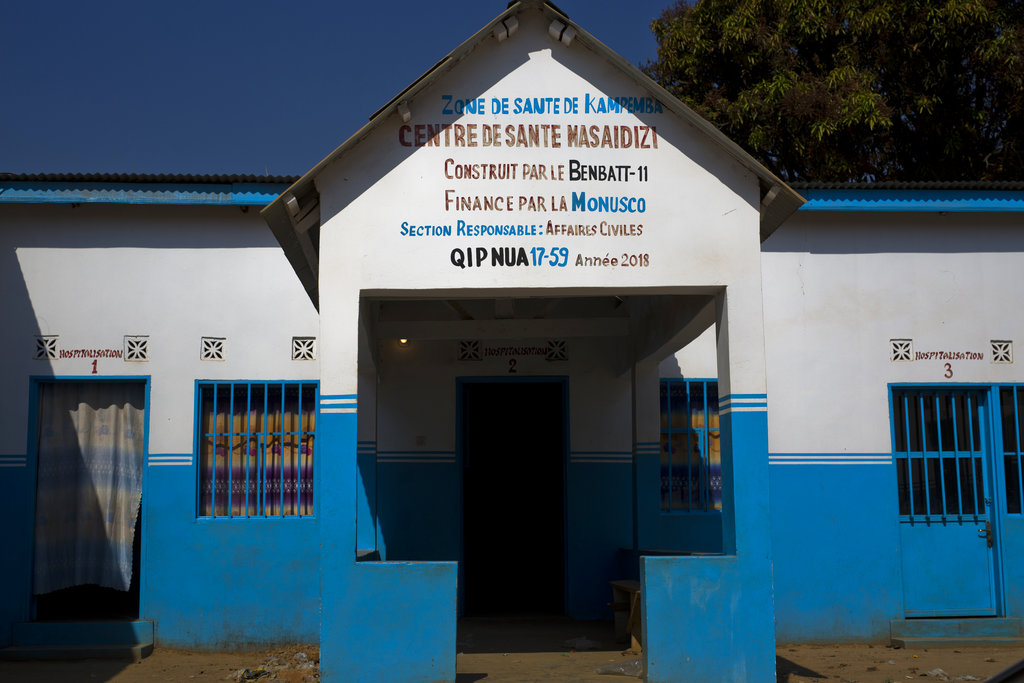 ZONE DE SANTE DE KAMPEMBA
CENTRE DE SANTE MASAIDIZI
CONSTRUIT PAR LE BENBATT-11
FINANCE PAR LA MONUSCO
SECTION RESPONSABLE: AFFAIRES CIVILES
QIP NUA 17-59 Année 2018
HOSPITALISATION
1
HOSPITALISATION
2
HOSPITALISATION
3